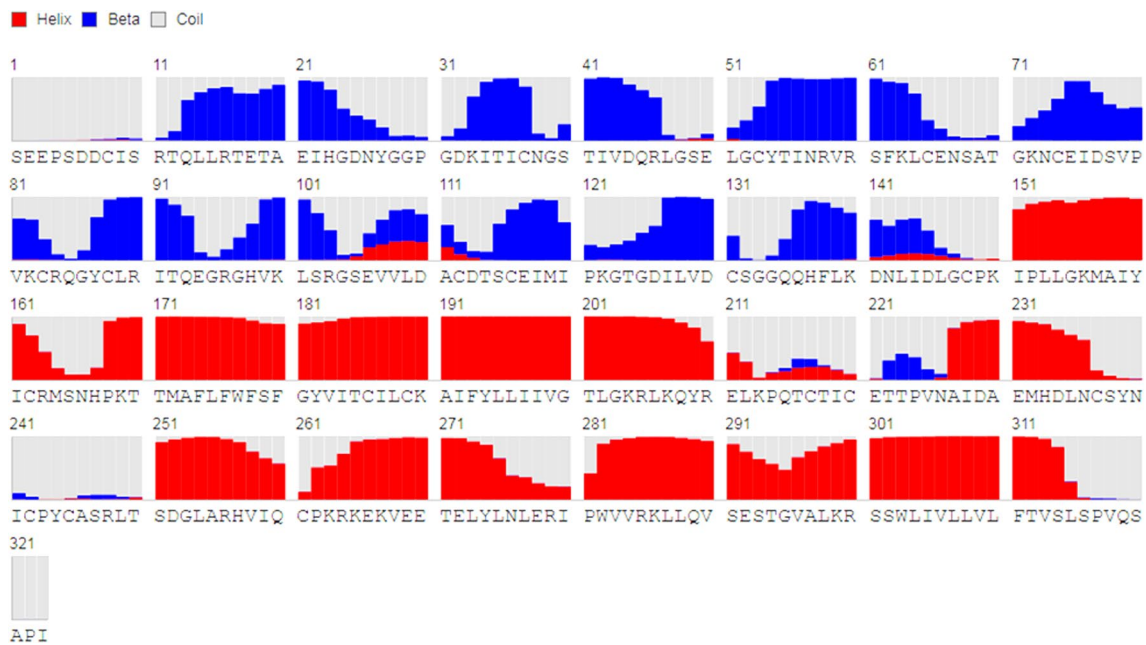 Helix Beta Coil
1 11 21 31 41 51 61 71
SEEPSDDCIS RTQLLRTETA EIHGDNYGGP GDKITICNGS TIVDQRLGSE LGCYTINRVR SFKLCENSAT GKNCEIDSVP
81 91 101 111 121 131 141 151
VKCRQGYCLR ITQEGRGHVK LSRGSEVVLD ACDTSCEIMI PKGTGDILVD CSGGQQHFLK DNLIDLGCPK IPLLGKMAIY
161 171 181 191 201 211 221 231
ICRMSNHPKT TMAFLFWFSF GYVITCILCK AIFYLLIIVG TLGKRLKQYR ELKPQTCTIC ETTPVNAIDA EMHDLNCSYN
241 251 261 271 281 291 301 311
ICPYCASRLT SDGLARHVIQ CPKRKEKVEE TELYLNLERI PWVVRKLLQV SESTGVALKR SSWLIVLLVL FTVSLSPVQS
321
API